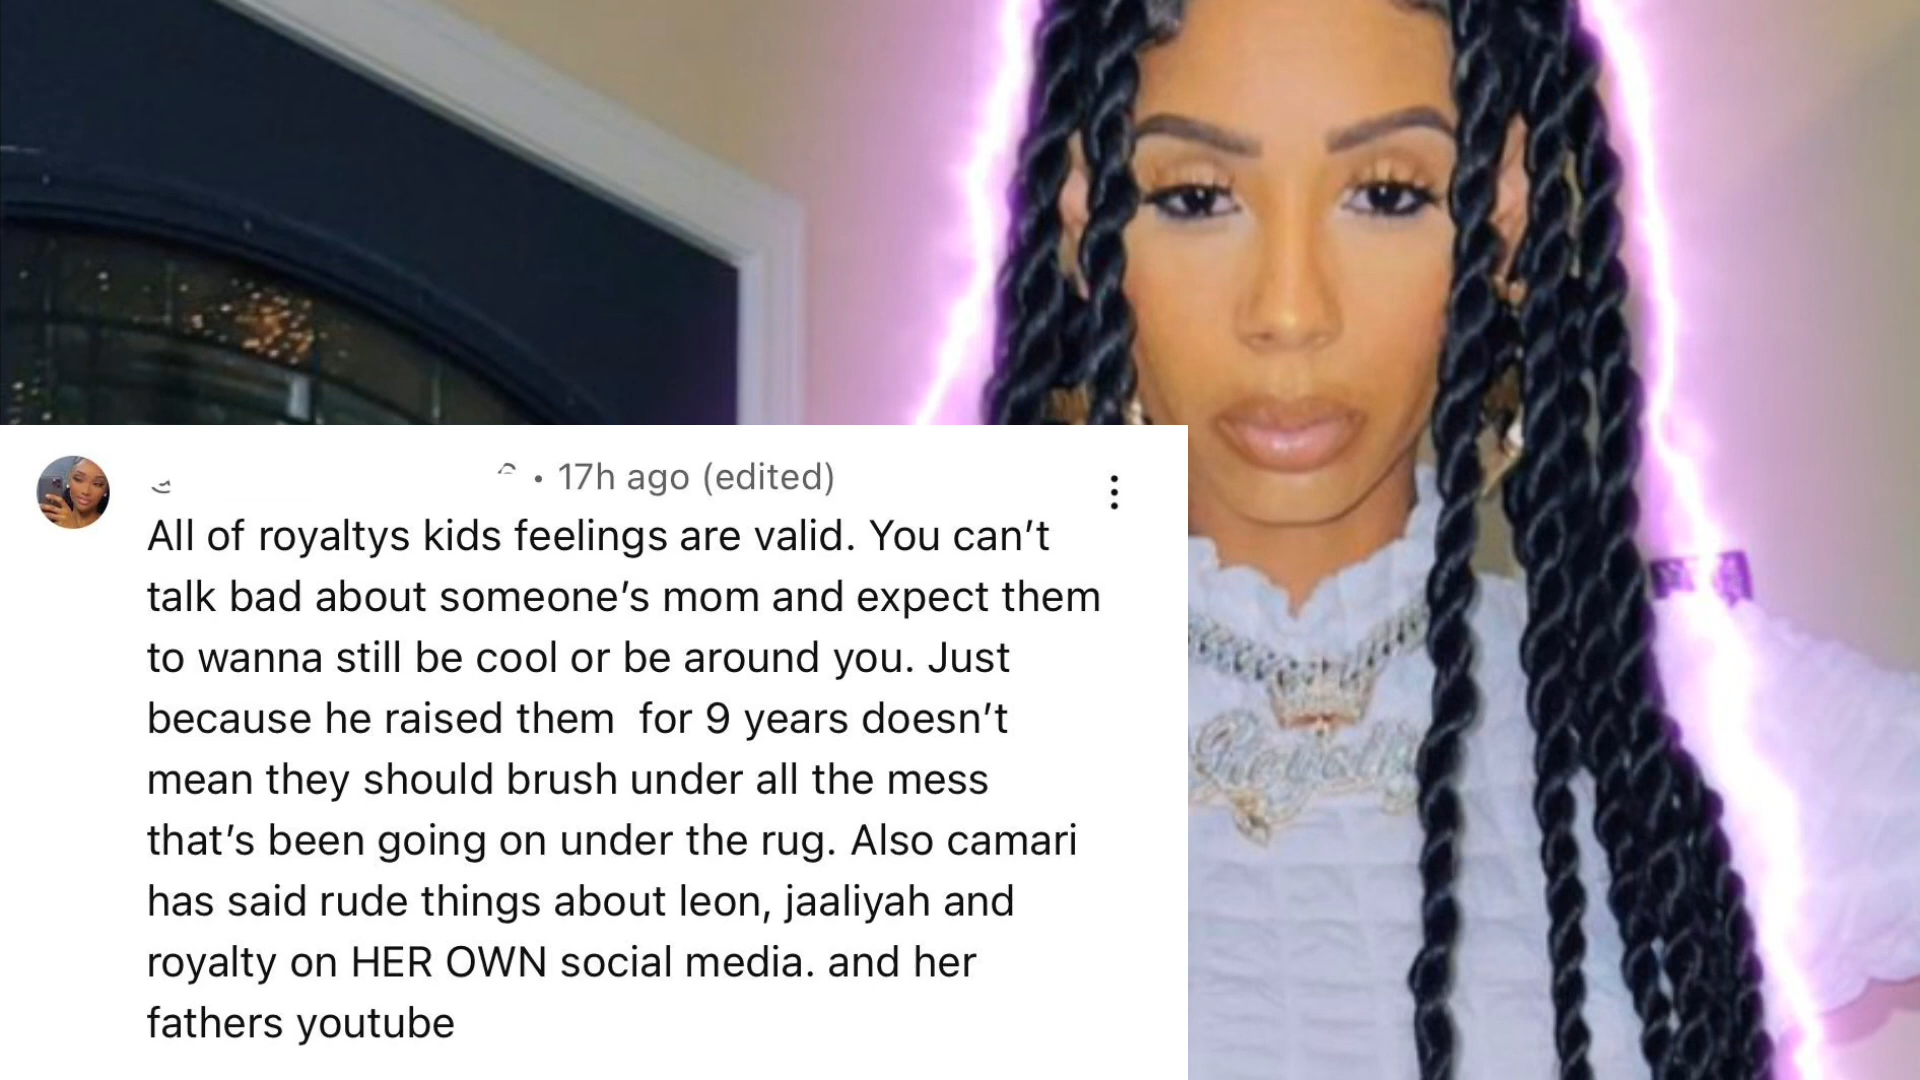 • 17h ago (edited)
All of royaltys kids feelings are valid. You can’t
talk bad about someone’s mom and expect them
to wanna still be cool or be around you. Just
because he raised them  for 9 years doesn’t
mean they should brush under all the mess
that’s been going on under the rug. Also camari
has said rude things about leon, jaaliyah and
royalty on HER OWN social media. and her
fathers youtube
Royalty